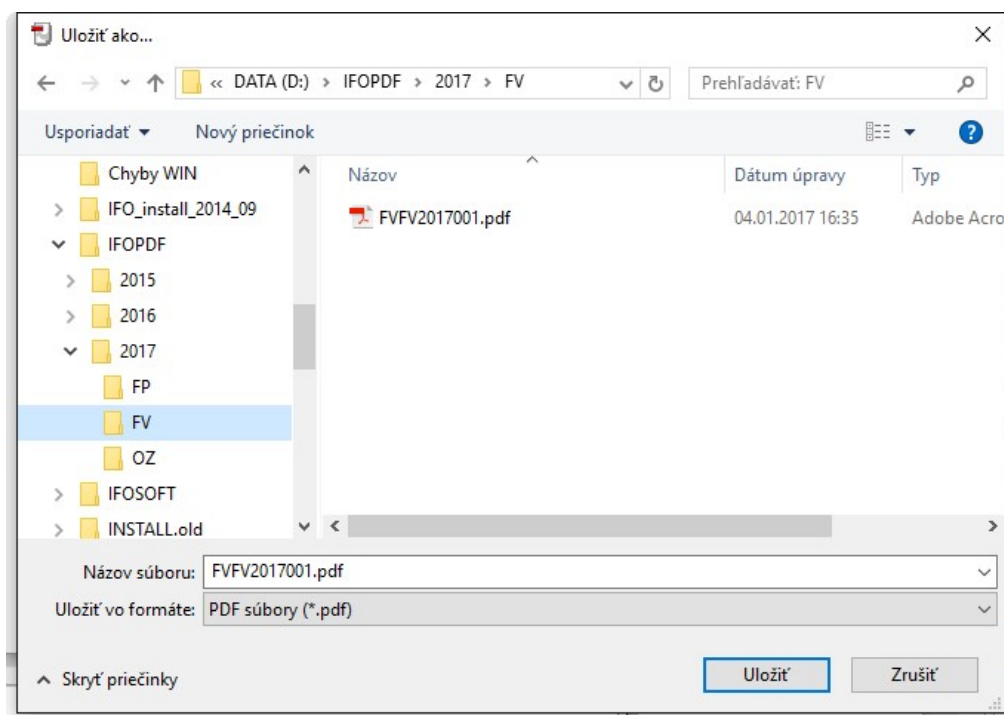 Uložiť ako...
« DATA (D:) > IFOPDF > 2017 > FV
Prehľadávať: FV
Usporiadať
Nový priečinok
Chyby WIN
IFO_install_2014_09
IFOPDF
2015
2016
2017
FP
FV
OZ
IFOSOFT
INSTALL.old
Názov
Dátum úpravy
Typ
FVFV2017001.pdf
04.01.2017 16:35
Adobe Acro
Názov súboru: FVFV2017001.pdf
Uložiť vo formáte: PDF súbory (*.pdf)
Skryť priečinky
Uložiť
Zrušiť